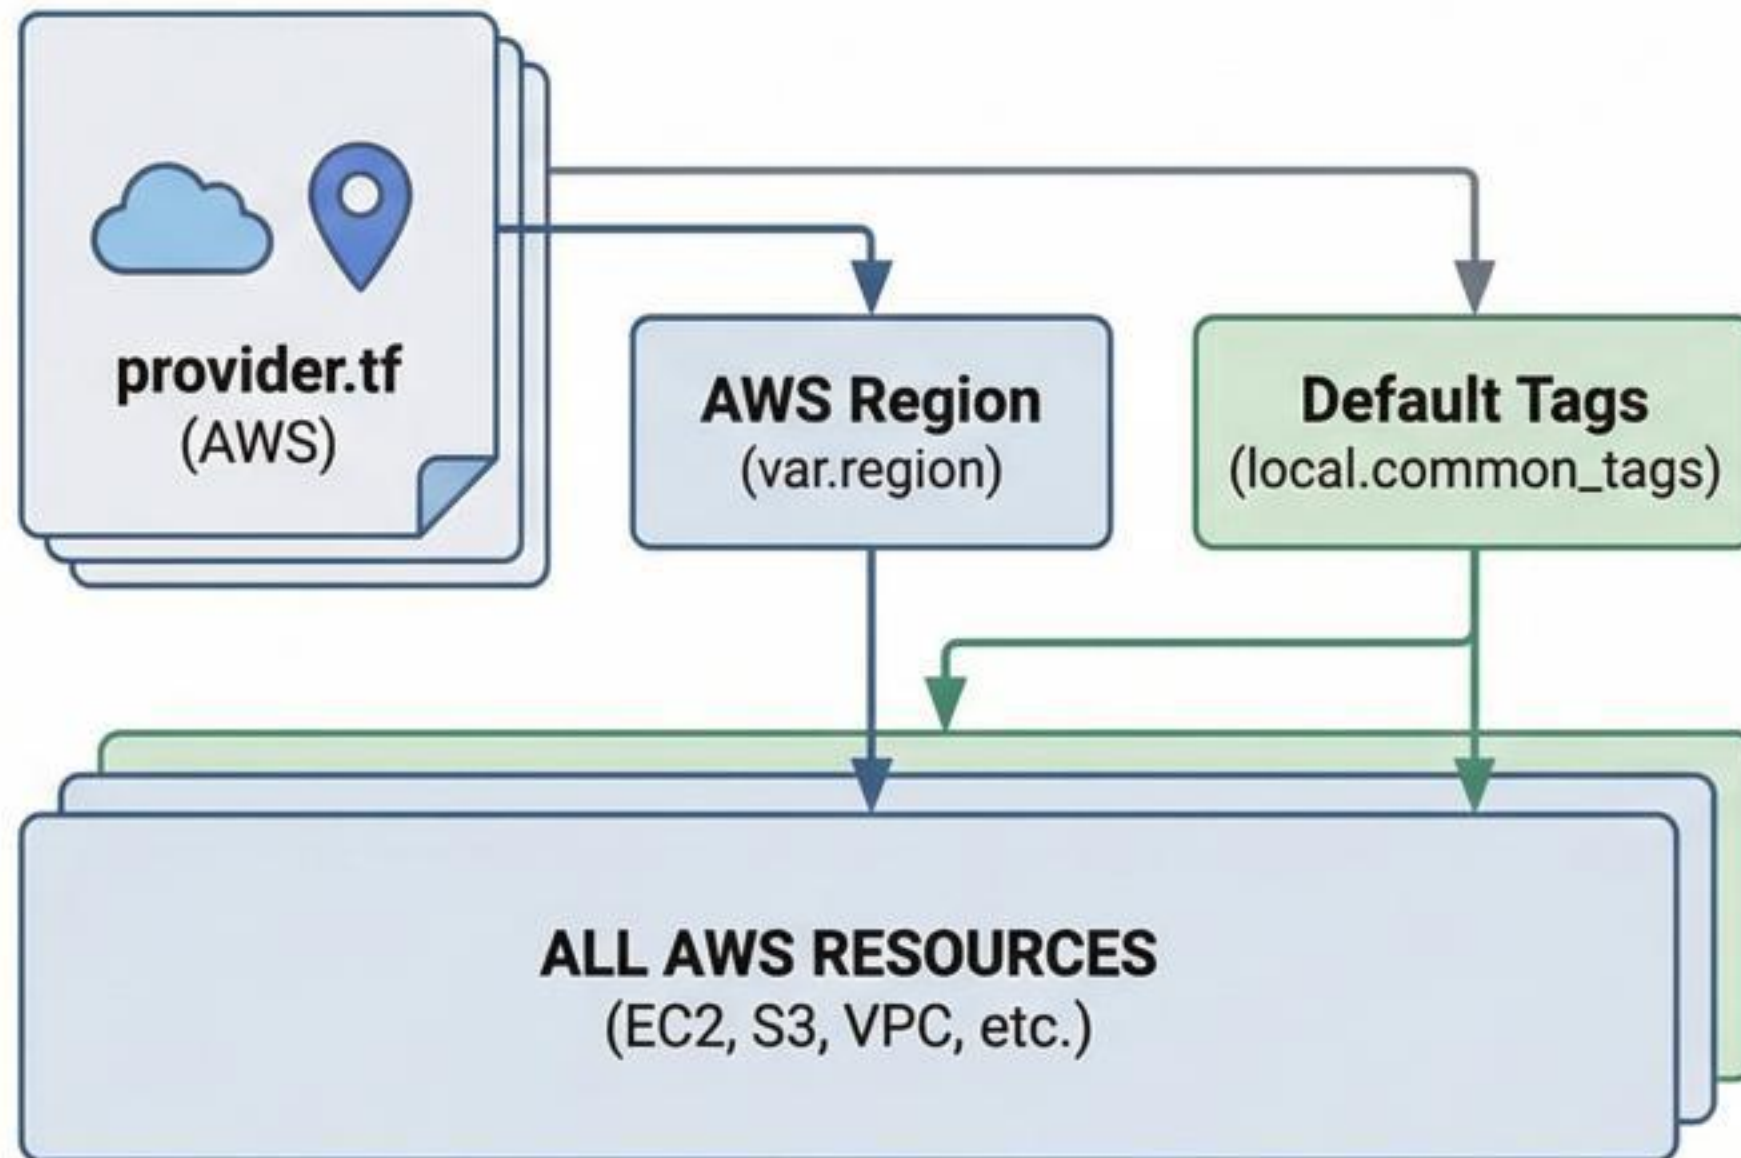 provider.tf
(AWS)
AWS Region
(var.region)
Default Tags
(local.common_tags)
ALL AWS RESOURCES
(EC2, S3, VPC, etc.)